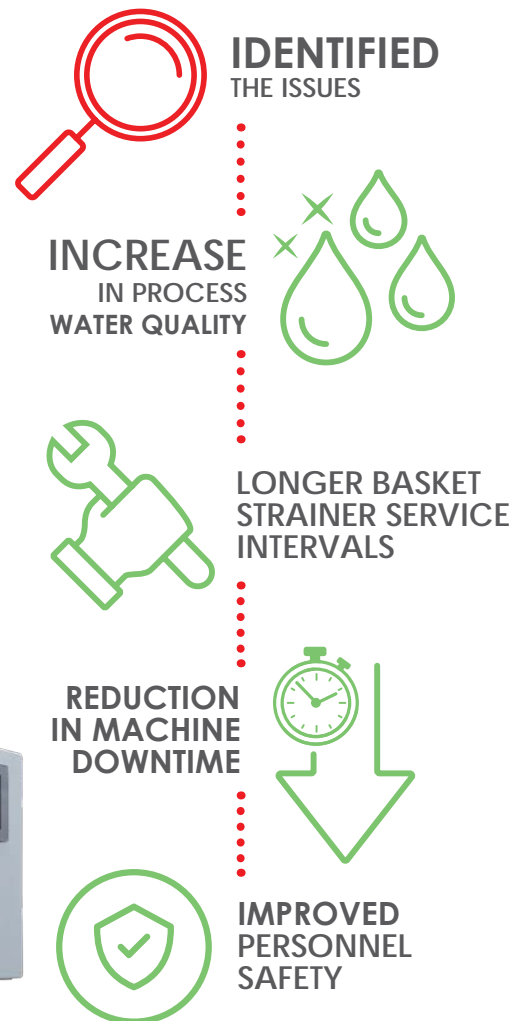 IDENTIFIED
THE ISSUES
INCREASE
IN PROCESS
WATER QUALITY
LONGER BASKET
STRAINER SERVICE
INTERVALS
REDUCTION
IN MACHINE
DOWNTIME
IMPROVED
PERSONNEL
SAFETY